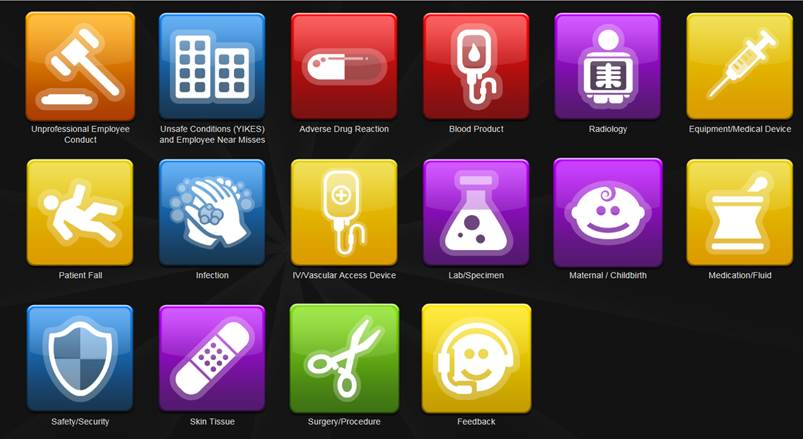 Unprofessional Employee
Conduct
Unsafe Conditions (YIKES)
and Employee Near Misses
Adverse Drug Reaction
Blood Product
Radiology
Equipment/Medical Device
Patient Fall
Infection
IV/Vascular Access Device
Lab/Specimen
Maternal / Childbirth
Medication/Fluid
Safety/Security
Skin Tissue
Surgery/Procedure
Feedback